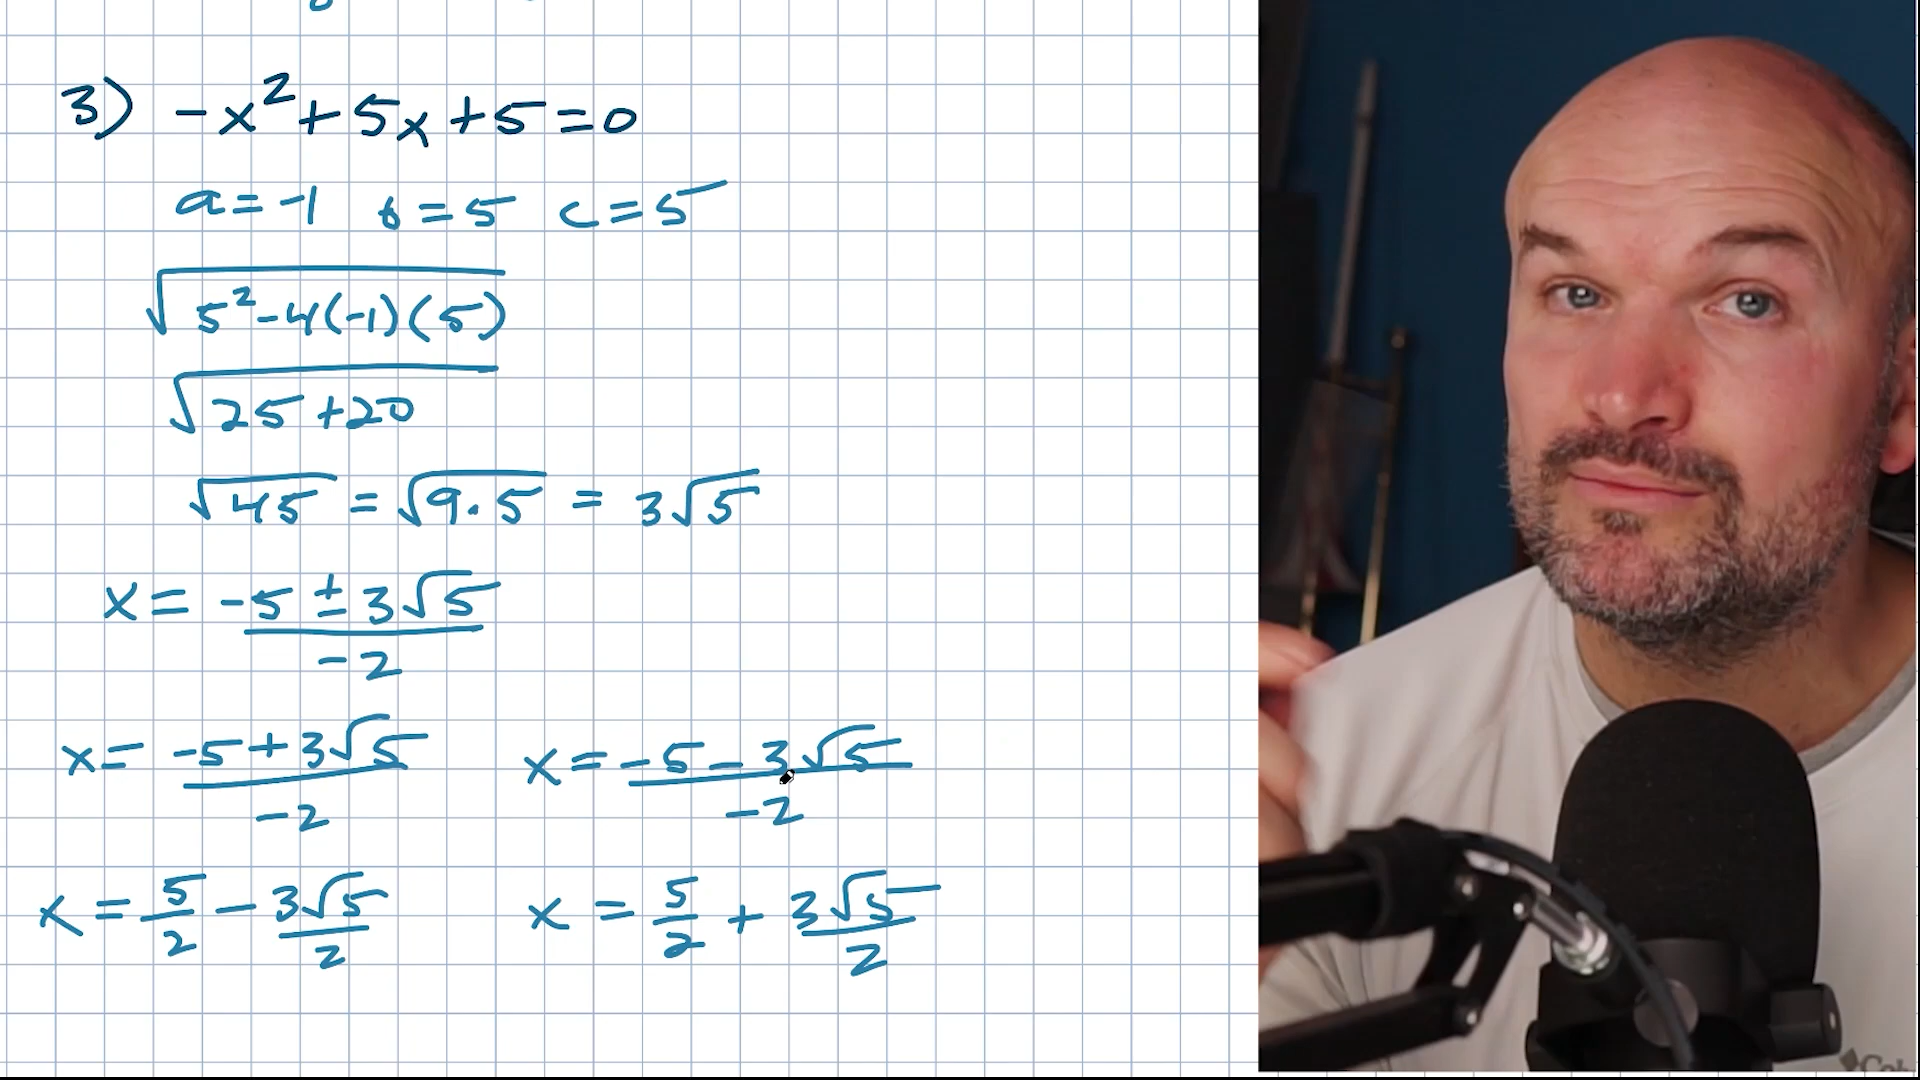 3) -x² + 5x + 5 = 0
a = -1 b = 5 c = 5
√(5² - 4(-1)(5))
√(25 + 20)
√45 = √(9 · 5) = 3√5
x = (-5 ± 3√5)/-2
x = (-5 + 3√5)/-2 x = (-5 - 3√5)/-2
x = 5/2 - 3√5/2 x = 5/2 + 3√5/2